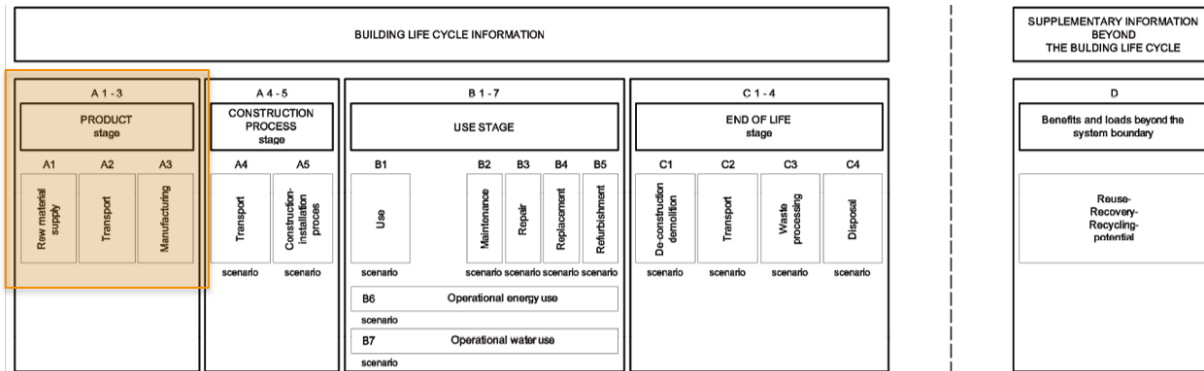 BUILDING LIFE CYCLE INFORMATION
SUPPLEMENTARY INFORMATION
BEYOND
THE BULDING LIFE CYCLE
A 1 - 3
PRODUCT
stage
A1
A2
A3
Rew material
supply
Transport
Manufacturing
A 4 - 5
CONSTRUCTION
PROCESS
stage
A4
A5
Transport
Construction-
installation
proces
scenario
scenario
B 1 - 7
USE STAGE
B1
B2
B3
B4
B5
Use
Maintenance
Repair
Replacement
Refurbishment
scenario
scenario
scenario
scenario
scenario
B6
Operational energy use
scenario
B7
Operational water use
scenario
C 1 - 4
END OF LIFE
stage
C1
C2
C3
C4
De-construction
demolition
Transport
Waste
processing
Disposal
scenario
scenario
scenario
scenario
D
Benefits and loads beyond the
system boundary
Reuse-
Recovery-
Recycling-
potential